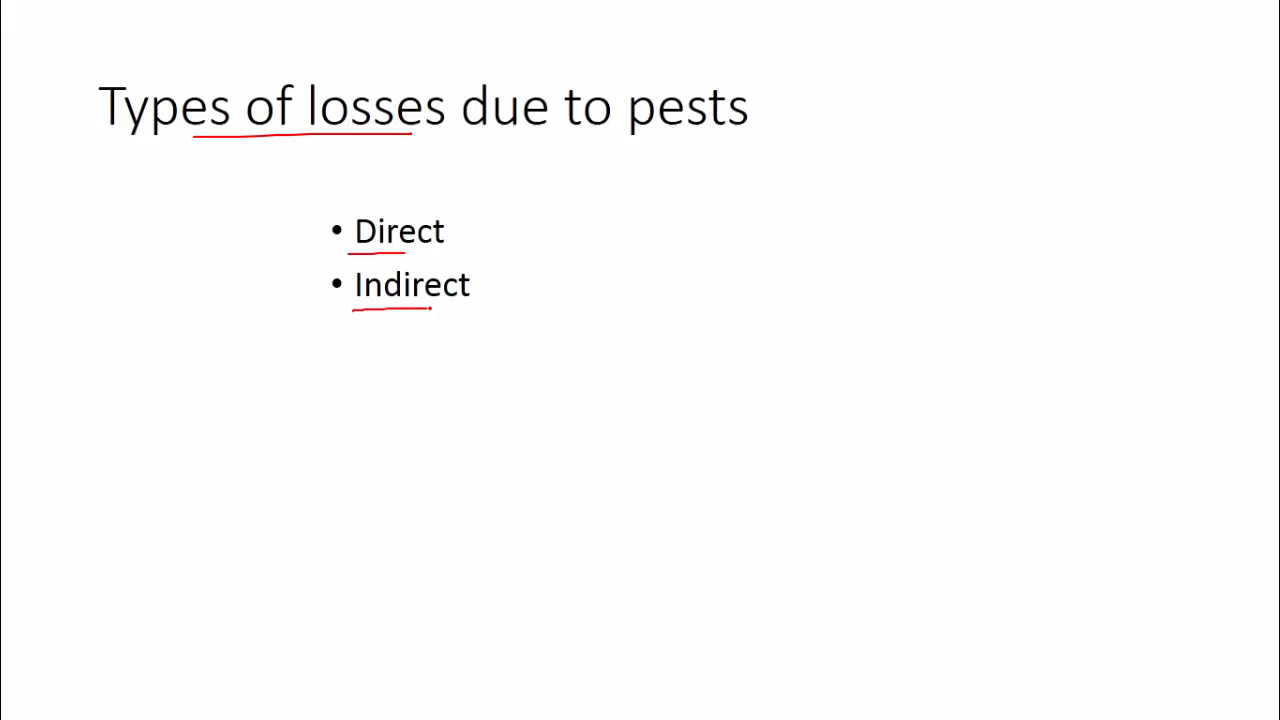 Types of losses due to pests
• Direct
• Indirect